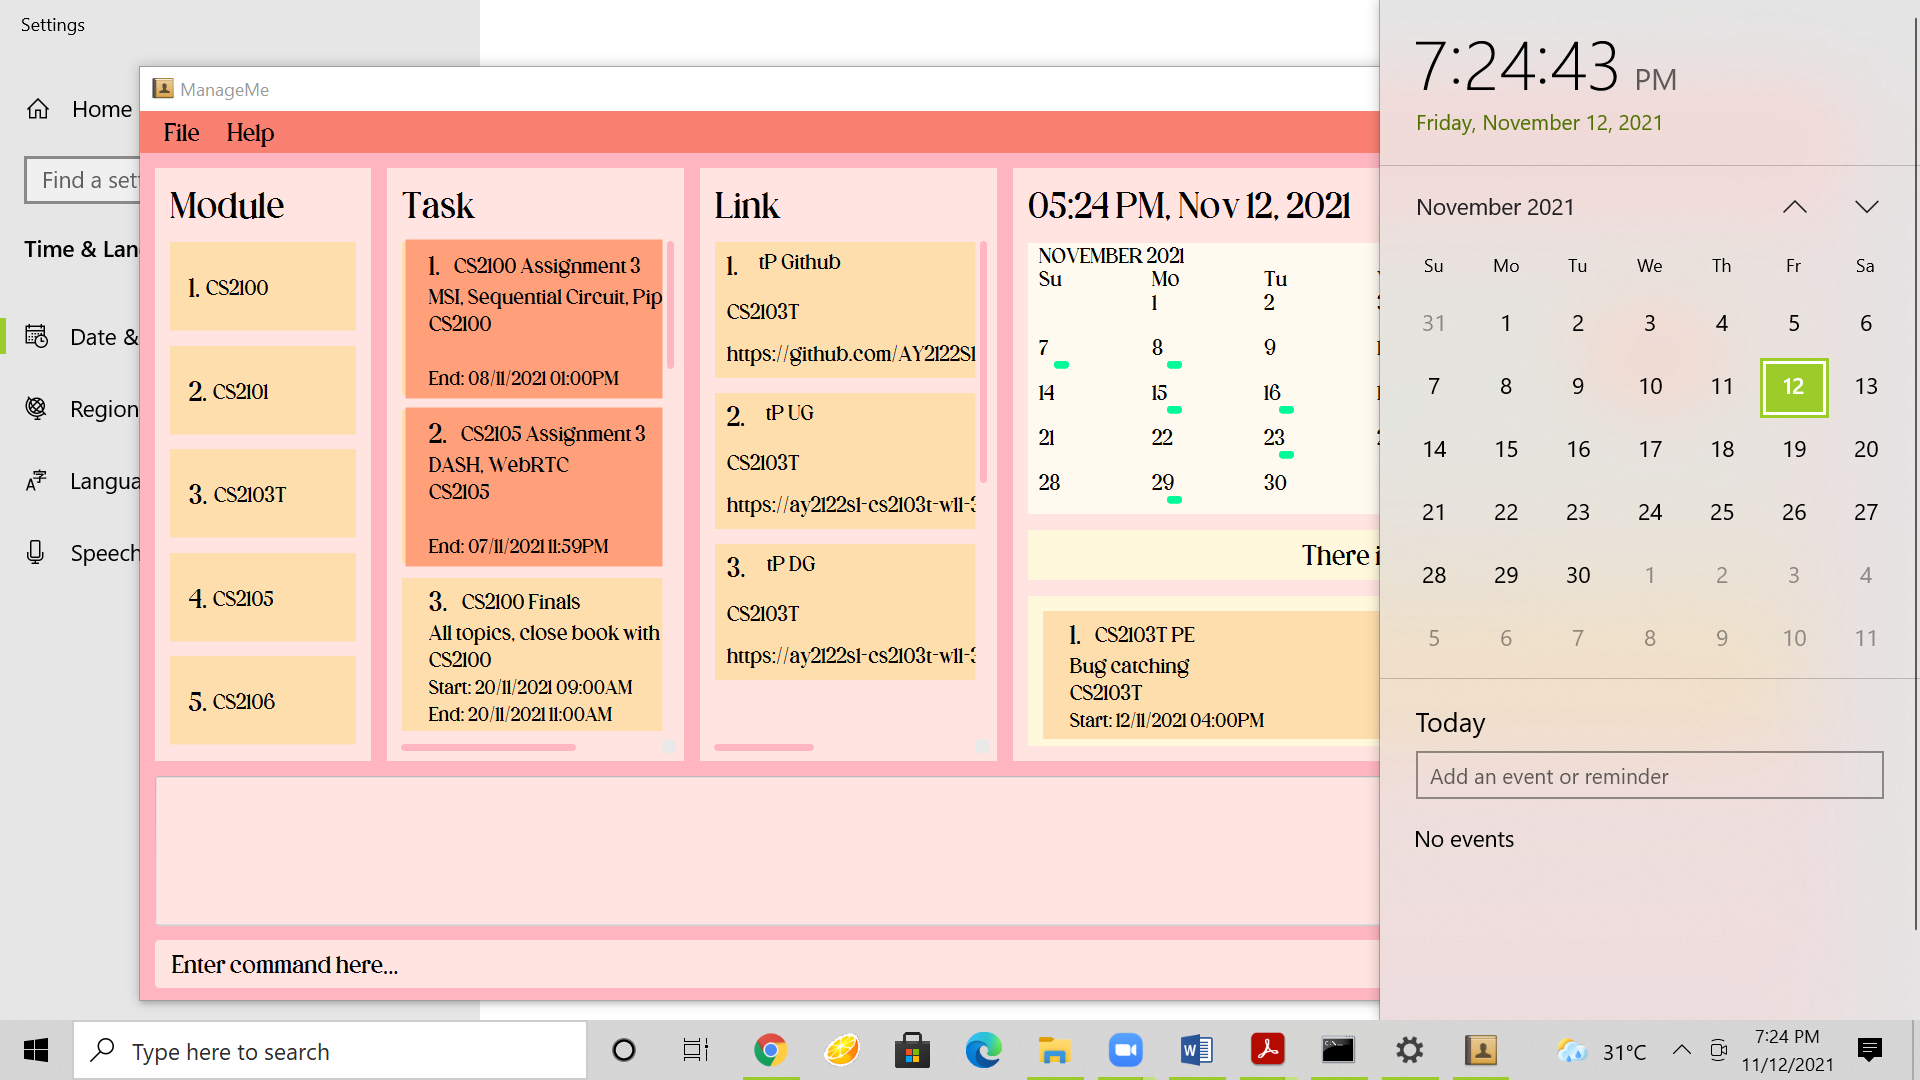 Settings
Home
Find a set
Time & Lan
Date &
Region
Langua
Speech
ManageMe
File Help
Module
1. CS2100
2. CS2101
3. CS2103T
4. CS2105
5. CS2106
Task
1. CS2100 Assignment 3
MSI, Sequential Circuit, Pip
CS2100
End: 08/11/2021 01:00PM
2. CS2105 Assignment 3
DASH, WebRTC
CS2105
End: 07/11/2021 11:59PM
3. CS2100 Finals
All topics, close book with
CS2100
Start: 20/11/2021 09:00AM
End: 20/11/2021 11:00AM
Link
1. tP Github
CS2103T
https://github.com/AY2122S1
2. tP UG
CS2103T
https://ay2122s1-cs2103t-w11-3
3. tP DG
CS2103T
https://ay2122s1-cs2103t-w11-3
05:24 PM, Nov 12, 2021
NOVEMBER 2021
Su Mo Tu
1 2
7 8 9
14 15 16
21 22 23
28 29 30
There i
1. CS2103T PE
Bug catching
CS2103T
Start: 12/11/2021 04:00PM
Enter command here...
7:24:43 PM
Friday, November 12, 2021
November 2021
Su Mo Tu We Th Fr Sa
31 1 2 3 4 5 6
7 8 9 10 11 12 13
14 15 16 17 18 19 20
21 22 23 24 25 26 27
28 29 30 1 2 3 4
5 6 7 8 9 10 11
Today
Add an event or reminder
No events
Type here to search
31°C
7:24 PM
11/12/2021